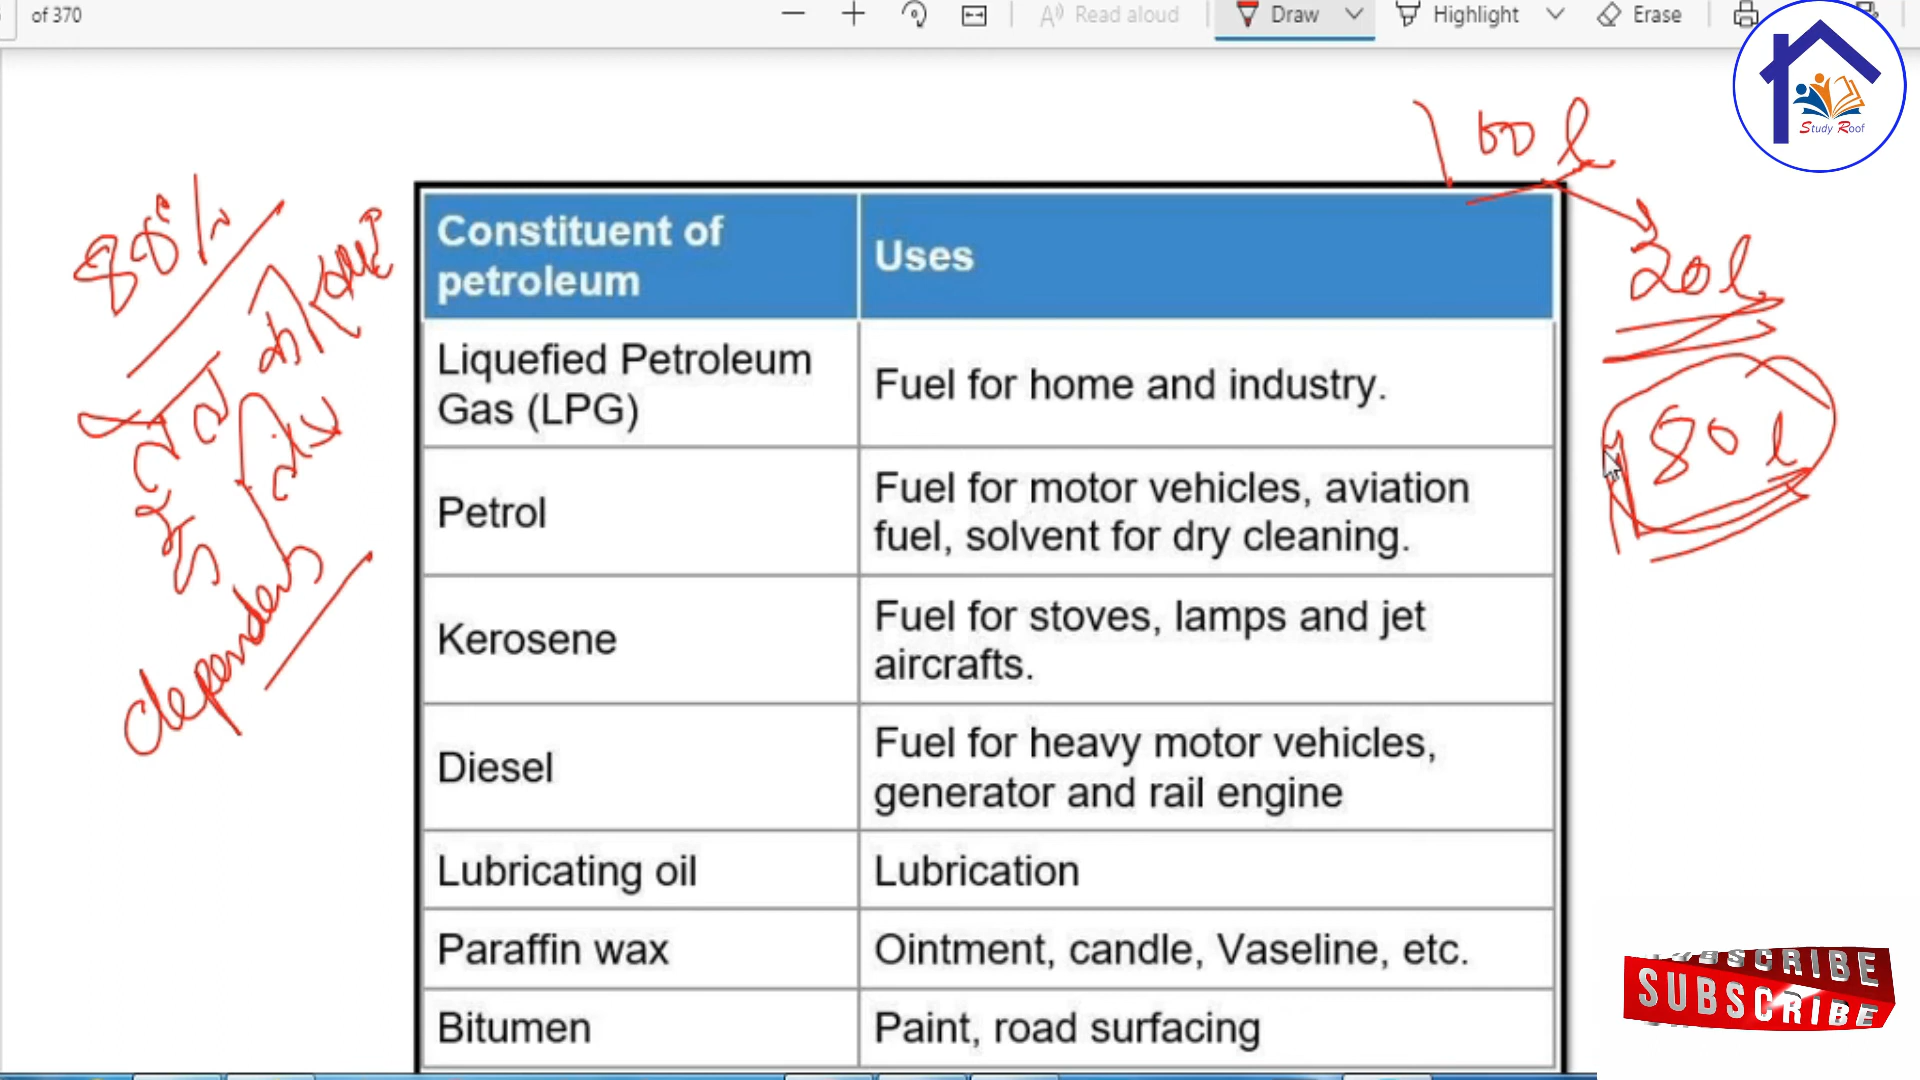 of 370
Read aloud
Draw
Highlight
Erase
Study Roof
100 l
20 l
80 l
Constituent of
petroleum
Uses
Liquefied Petroleum
Gas (LPG)
Fuel for home and industry.
Petrol
Fuel for motor vehicles, aviation
fuel, solvent for dry cleaning.
Kerosene
Fuel for stoves, lamps and jet
aircrafts.
Diesel
Fuel for heavy motor vehicles,
generator and rail engine
Lubricating oil
Lubrication
Paraffin wax
Ointment, candle, Vaseline, etc.
Bitumen
Paint, road surfacing
SUBSCRIBE
SUBSCRIBE